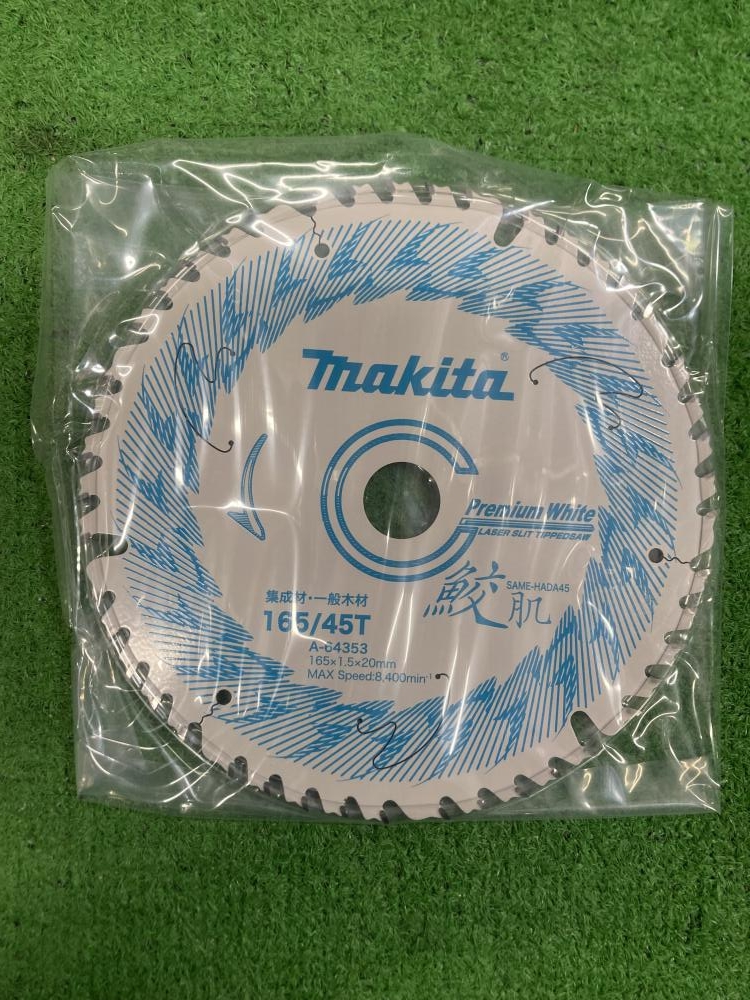 makita®
Premium White
LASER SLIT TIPPEDSAW
鮫肌
SAME-HADA45
集成材・一般木材
165/45T
A-64353
165×1.5×20mm
MAX Speed:8,400min⁻¹